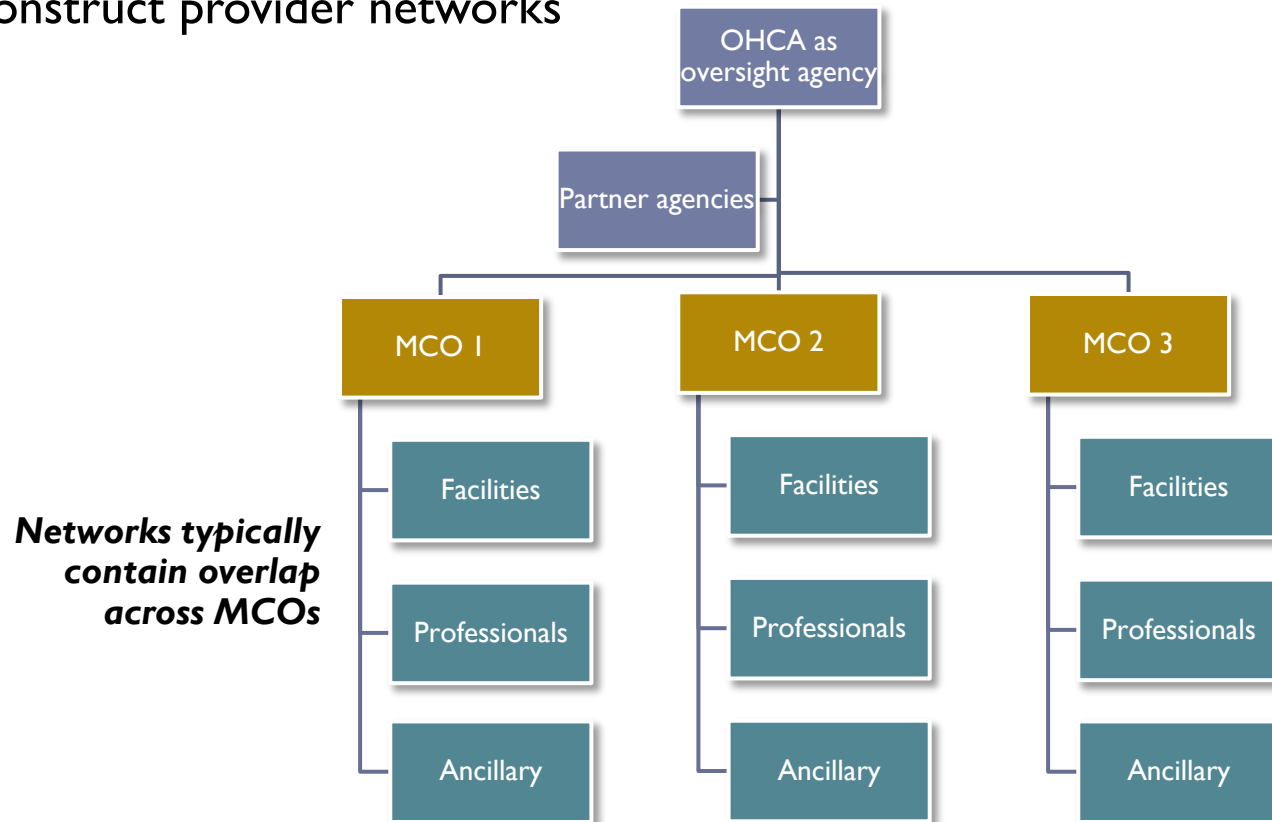 onstruct provider networks
OHCA as
oversight agency
Partner agencies
MCO 1
MCO 2
MCO 3
Networks typically
contain overlap
across MCOs
Facilities
Professionals
Ancillary
Facilities
Professionals
Ancillary
Facilities
Professionals
Ancillary